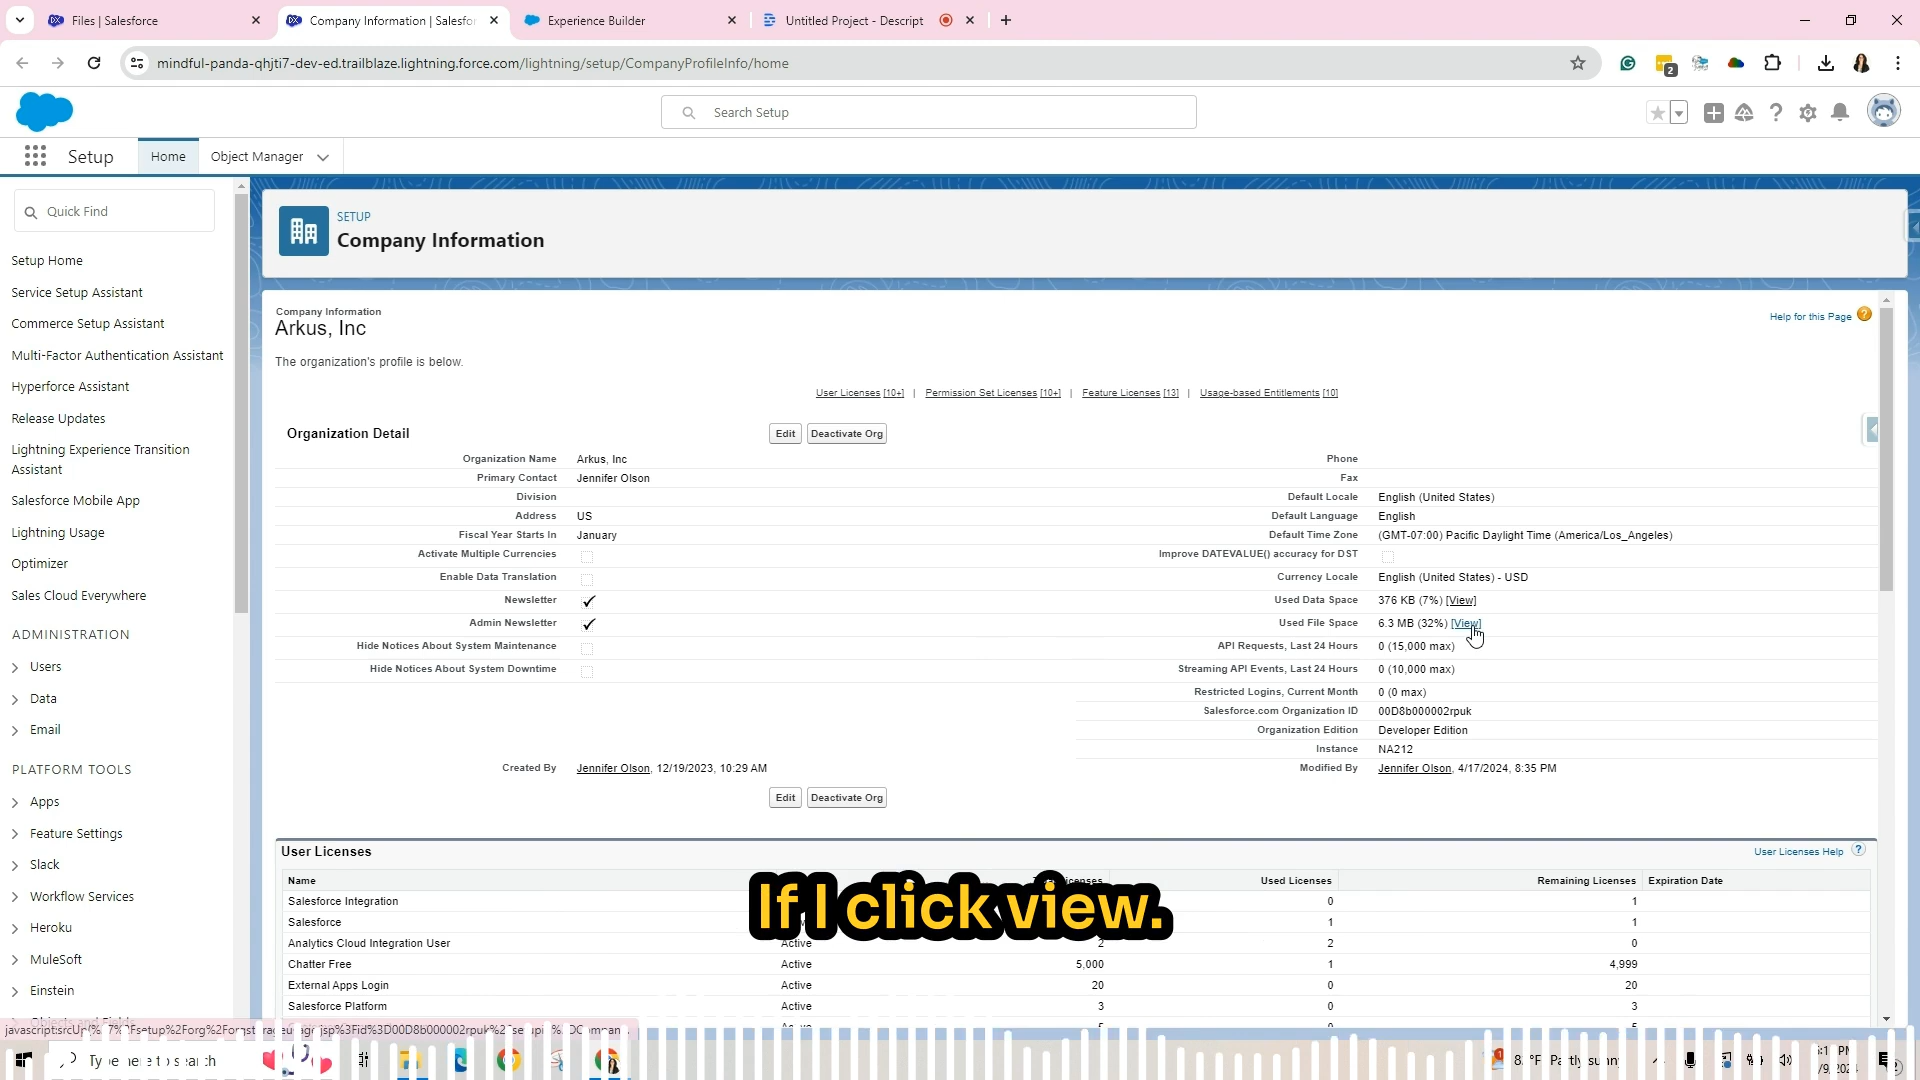 Files | Salesforce
Company Information | Salesfor
Experience Builder
Untitled Project - Descript
mindful-panda-qhjti7-dev-ed.trailblaze.lightning.force.com/lightning/setup/CompanyProfileInfo/home
2
Search Setup
Setup
Home
Object Manager
Quick Find
Setup Home
Service Setup Assistant
Commerce Setup Assistant
Multi-Factor Authentication Assistant
Hyperforce Assistant
Release Updates
Lightning Experience Transition
Assistant
Salesforce Mobile App
Lightning Usage
Optimizer
Sales Cloud Everywhere
ADMINISTRATION
Users
Data
Email
PLATFORM TOOLS
Apps
Feature Settings
Slack
Workflow Services
Heroku
MuleSoft
Einstein
Objects and Fields
SETUP
Company Information
Company Information
Arkus, Inc
Help for this Page
The organization's profile is below.
User Licenses [10+] | Permission Set Licenses [10+] | Feature Licenses [13] | Usage-based Entitlements [10]
Organization Detail
Edit
Deactivate Org
Organization Name Arkus, Inc
Primary Contact Jennifer Olson
Division
Address US
Fiscal Year Starts In January
Activate Multiple Currencies
Enable Data Translation
Newsletter
Admin Newsletter
Hide Notices About System Maintenance
Hide Notices About System Downtime
Created By Jennifer Olson, 12/19/2023, 10:29 AM
Phone
Fax
Default Locale English (United States)
Default Language English
Default Time Zone (GMT-07:00) Pacific Daylight Time (America/Los_Angeles)
Improve DATEVALUE() accuracy for DST
Currency Locale English (United States) - USD
Used Data Space 376 KB (7%) [View]
Used File Space 6.3 MB (32%) [View]
API Requests, Last 24 Hours 0 (15,000 max)
Streaming API Events, Last 24 Hours 0 (10,000 max)
Restricted Logins, Current Month 0 (0 max)
Salesforce.com Organization ID 00D8b000002rpuk
Organization Edition Developer Edition
Instance NA212
Modified By Jennifer Olson, 4/17/2024, 8:35 PM
Edit
Deactivate Org
User Licenses
User Licenses Help
Name Used Licenses Remaining Licenses Expiration Date
Salesforce Integration 0 1
Salesforce 1 1
Analytics Cloud Integration User Active 2 2 0
Chatter Free Active 5,000 1 4,999
External Apps Login Active 20 0 20
Salesforce Platform Active 3 0 3
If I click view.
Type here to search